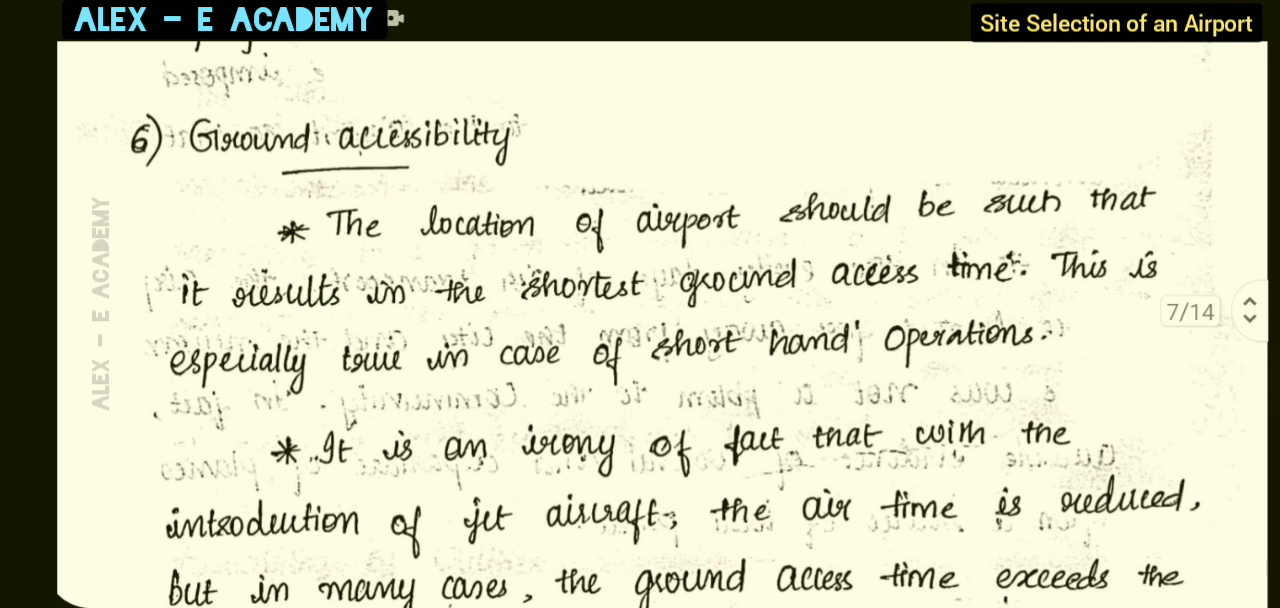 ALEX - E ACADEMY
Site Selection of an Airport
6) Ground accessibility
* The location of airport should be such that
it results in the shortest ground access time. This is
especially true in case of short hand' Operations.
* It is an irony of fact that with the
introduction of jet aircraft, the air time is reduced,
but in many cases, the ground access time exceeds the
ALEX - E ACADEMY
7/14